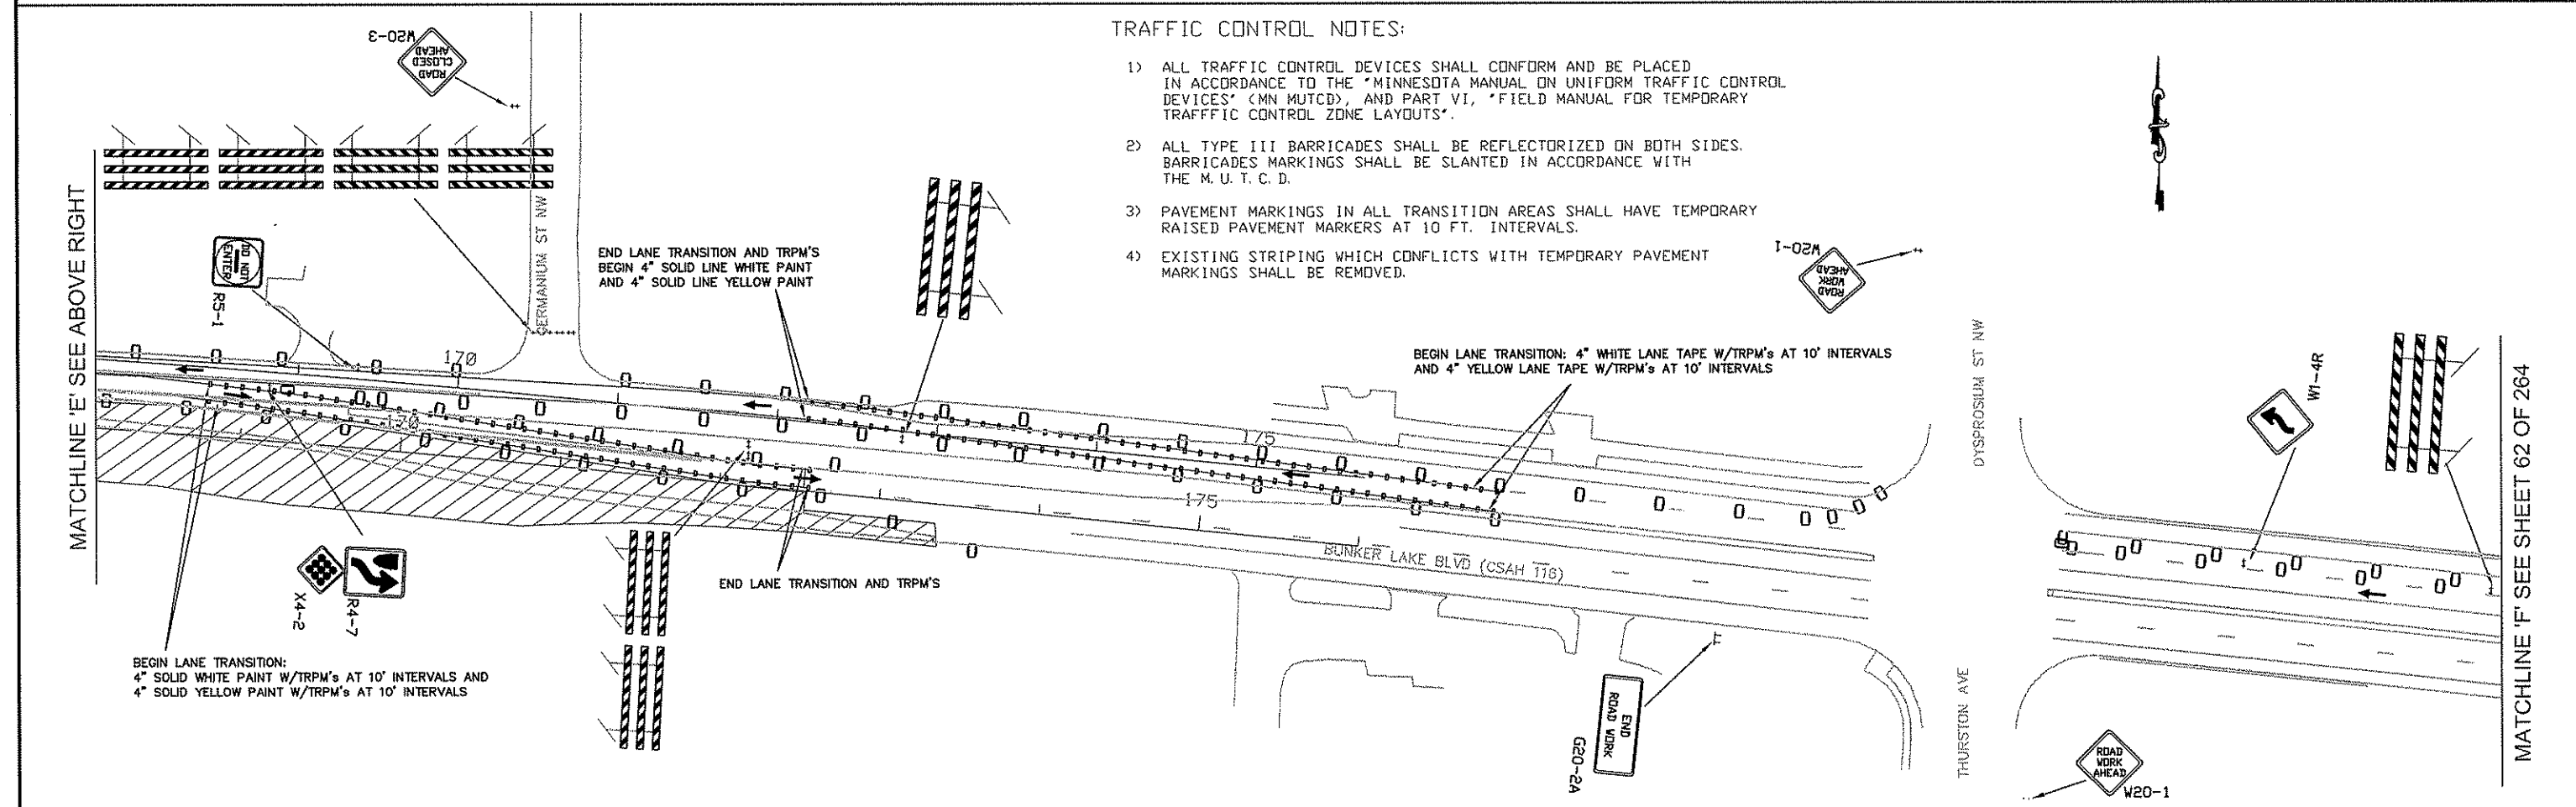 TRAFFIC CONTROL NOTES:
1) ALL TRAFFIC CONTROL DEVICES SHALL CONFORM AND BE PLACED
IN ACCORDANCE TO THE "MINNESOTA MANUAL ON UNIFORM TRAFFIC CONTROL
DEVICES" (MN MUTCD), AND PART VI, "FIELD MANUAL FOR TEMPORARY
TRAFFFIC CONTROL ZONE LAYOUTS".
2) ALL TYPE III BARRICADES SHALL BE REFLECTORIZED ON BOTH SIDES.
BARRICADES MARKINGS SHALL BE SLANTED IN ACCORDANCE WITH
THE M. U. T. C. D.
3) PAVEMENT MARKINGS IN ALL TRANSITION AREAS SHALL HAVE TEMPORARY
RAISED PAVEMENT MARKERS AT 10 FT. INTERVALS.
4) EXISTING STRIPING WHICH CONFLICTS WITH TEMPORARY PAVEMENT
MARKINGS SHALL BE REMOVED.
W20-3
ROAD
CLOSED
AHEAD
MATCHLINE 'E' SEE ABOVE RIGHT
DO NOT
ENTER
R5-1
GERMANIUM ST NW
END LANE TRANSITION AND TRPM'S
BEGIN 4" SOLID LINE WHITE PAINT
AND 4" SOLID LINE YELLOW PAINT
W20-1
ROAD
WORK
AHEAD
BEGIN LANE TRANSITION: 4" WHITE LANE TAPE W/TRPM's AT 10' INTERVALS
AND 4" YELLOW LANE TAPE W/TRPM's AT 10' INTERVALS
DYSPROSIUM ST NW
W1-4R
MATCHLINE 'F' SEE SHEET 62 OF 264
170
170
175
175
BUNKER LAKE BLVD (CSAH 116)
X4-2
R4-7
END LANE TRANSITION AND TRPM'S
BEGIN LANE TRANSITION:
4" SOLID WHITE PAINT W/TRPM's AT 10' INTERVALS AND
4" SOLID YELLOW PAINT W/TRPM's AT 10' INTERVALS
END
ROAD WORK
G20-2A
THURSTON AVE
ROAD
WORK
AHEAD
W20-1